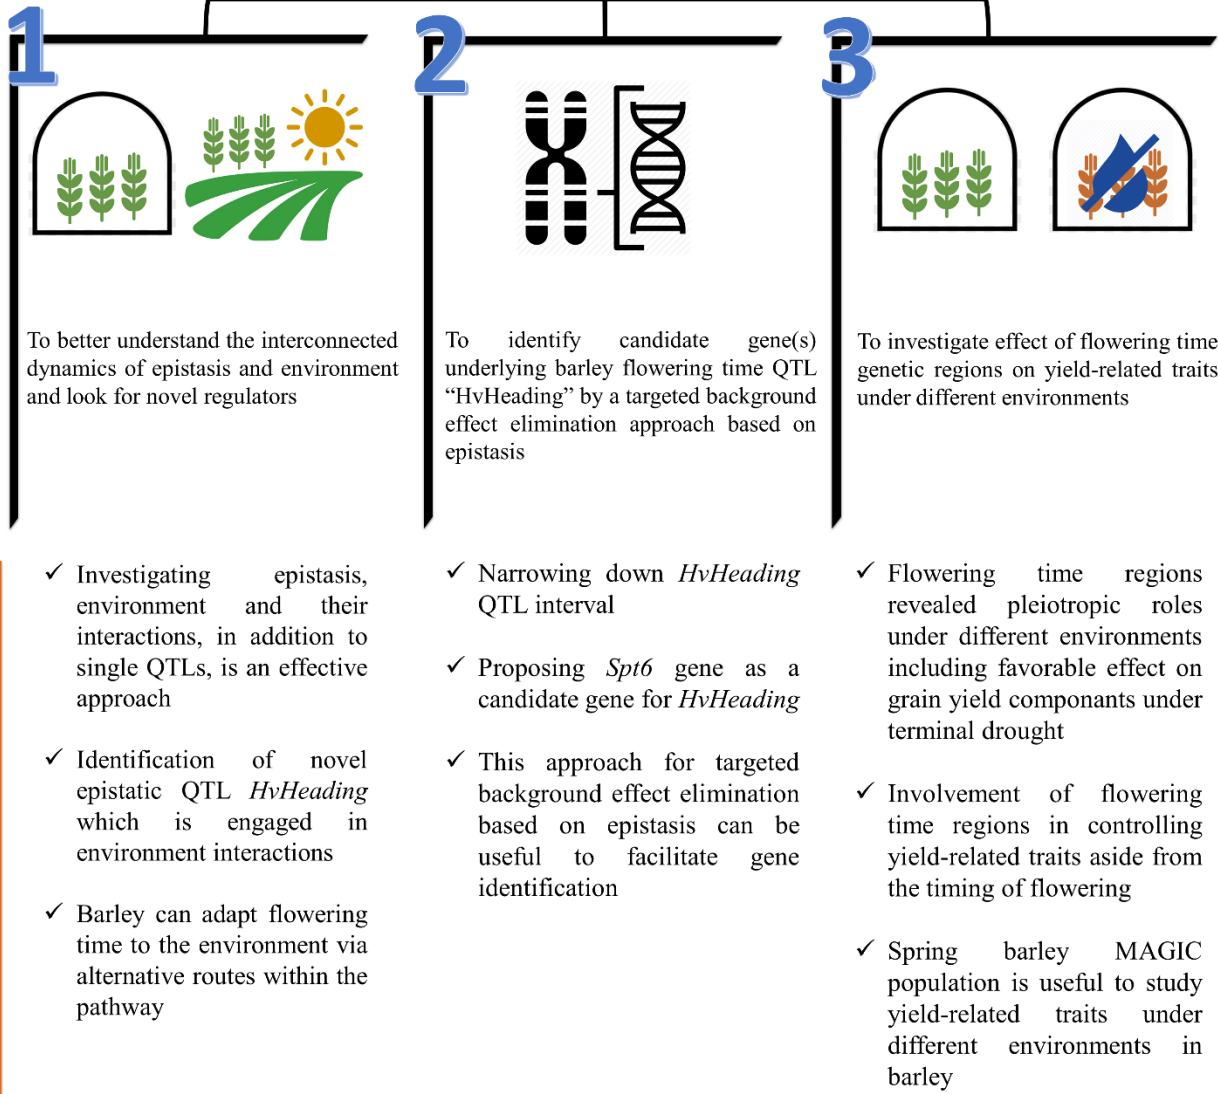 1
To better understand the interconnected
dynamics of epistasis and environment
and look for novel regulators
2
To identify candidate gene(s)
underlying barley flowering time QTL
“HvHeading” by a targeted background
effect elimination approach based on
epistasis
3
To investigate effect of flowering time
genetic regions on yield-related traits
under different environments
✓ Investigating epistasis,
environment and their
interactions, in addition to
single QTLs, is an effective
approach
✓ Identification of novel
epistatic QTL HvHeading
which is engaged in
environment interactions
✓ Barley can adapt flowering
time to the environment via
alternative routes within the
pathway
✓ Narrowing down HvHeading
QTL interval
✓ Proposing Spt6 gene as a
candidate gene for HvHeading
✓ This approach for targeted
background effect elimination
based on epistasis can be
useful to facilitate gene
identification
✓ Flowering time regions
revealed pleiotropic roles
under different environments
including favorable effect on
grain yield componants under
terminal drought
✓ Involvement of flowering
time regions in controlling
yield-related traits aside from
the timing of flowering
✓ Spring barley MAGIC
population is useful to study
yield-related traits under
different environments in
barley